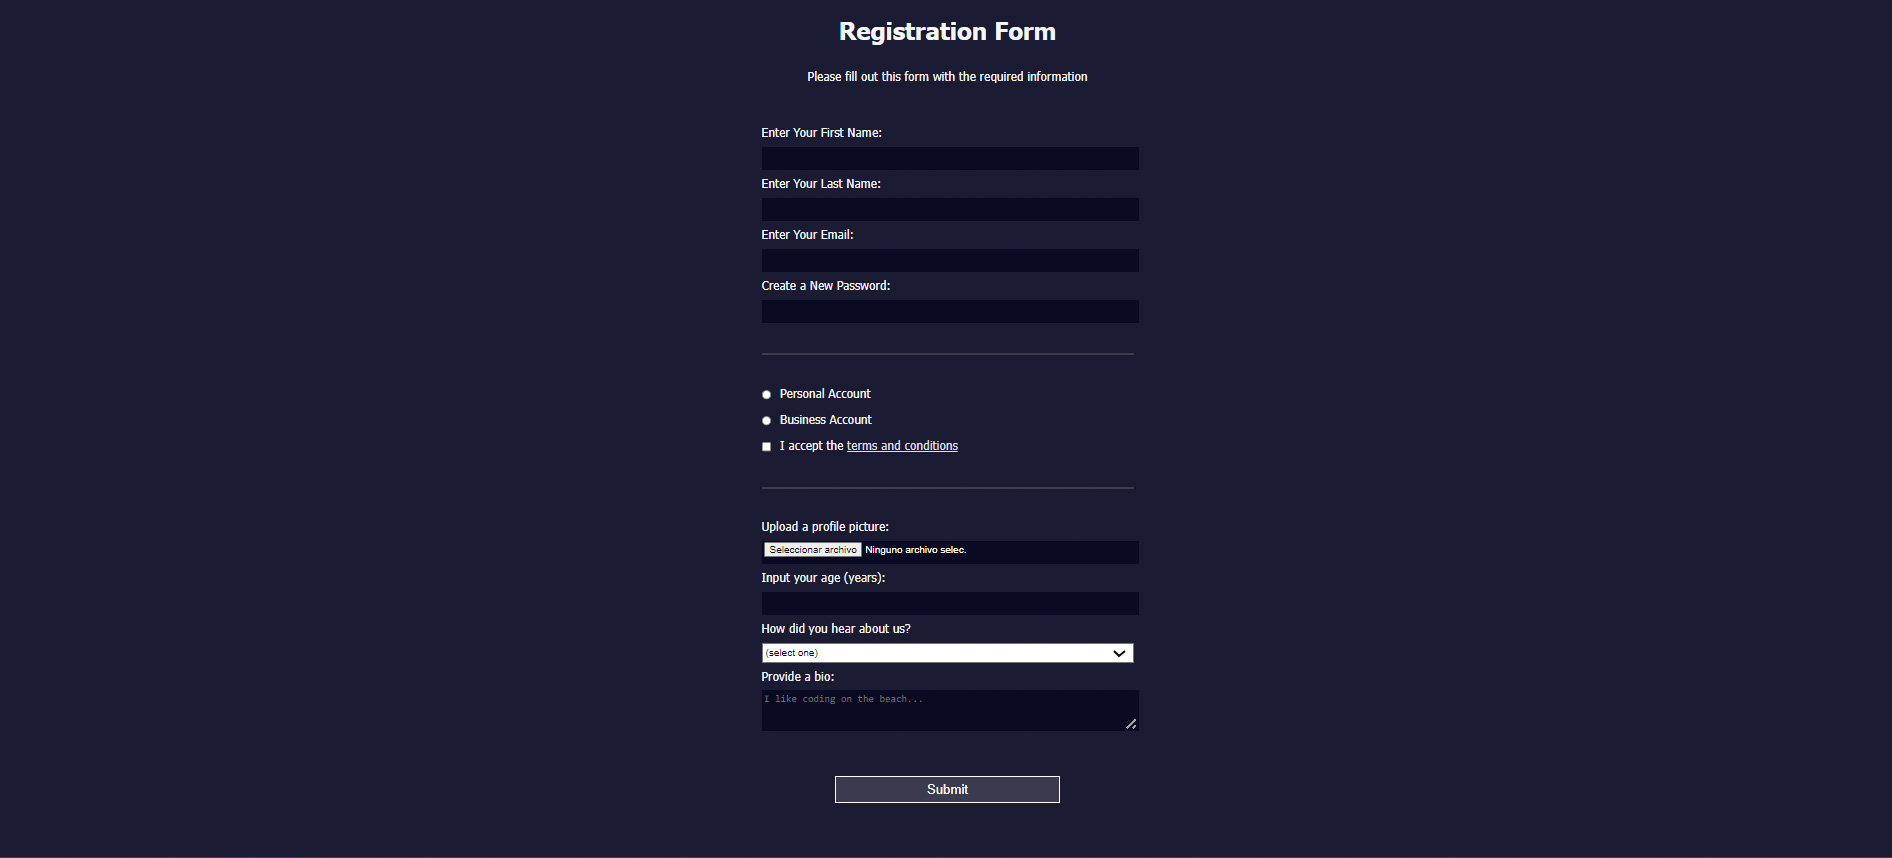 Registration Form
Please fill out this form with the required information
Enter Your First Name:
Enter Your Last Name:
Enter Your Email:
Create a New Password:
Personal Account
Business Account
I accept the terms and conditions
Upload a profile picture:
Seleccionar archivo Ninguno archivo selec.
Input your age (years):
How did you hear about us?
(select one)
Provide a bio:
I like coding on the beach...
Submit